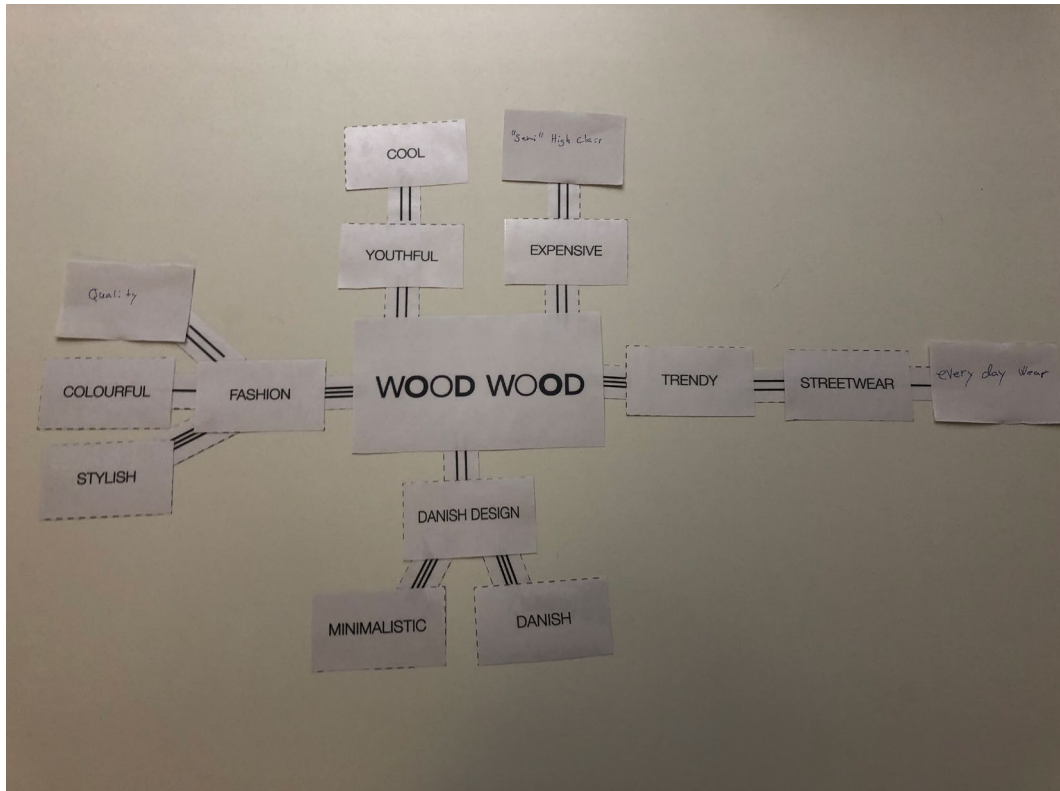 COOL
"Semi" High Class
YOUTHFUL
EXPENSIVE
Quality
COLOURFUL
FASHION
WOOD WOOD
TRENDY
STREETWEAR
every day wear
STYLISH
DANISH DESIGN
MINIMALISTIC
DANISH